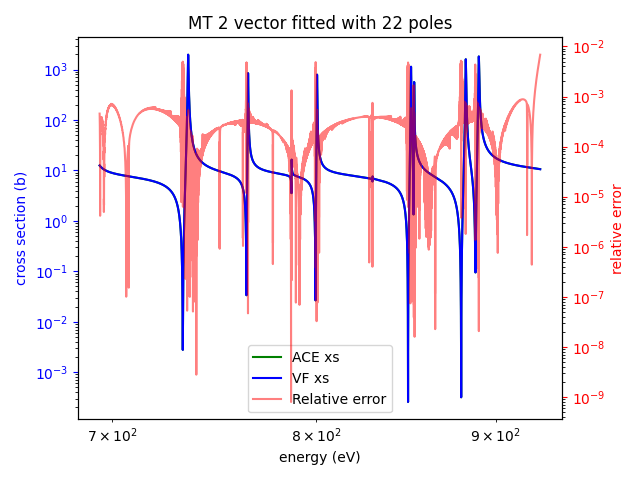 MT 2 vector fitted with 22 poles
10³
10²
10¹
10⁰
10⁻¹
10⁻²
10⁻³
cross section (b)
10⁻²
10⁻³
10⁻⁴
10⁻⁵
10⁻⁶
10⁻⁷
10⁻⁸
10⁻⁹
relative error
ACE xs
VF xs
Relative error
7 × 10² 8 × 10² 9 × 10²
energy (eV)